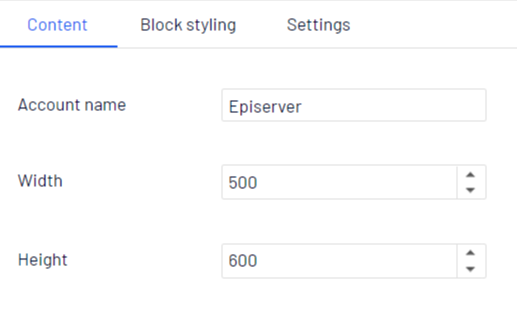 Content Block styling Settings
Account name Episerver
Width 500
Height 600